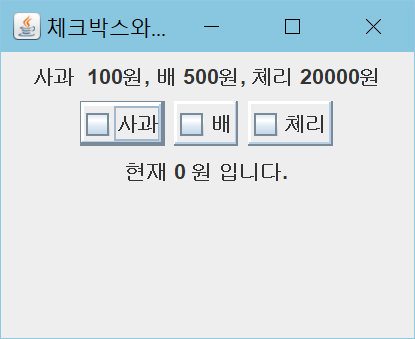 체크박스와...
사과  100원, 배 500원, 체리 20000원
사과 배 체리
현재 0 원 입니다.